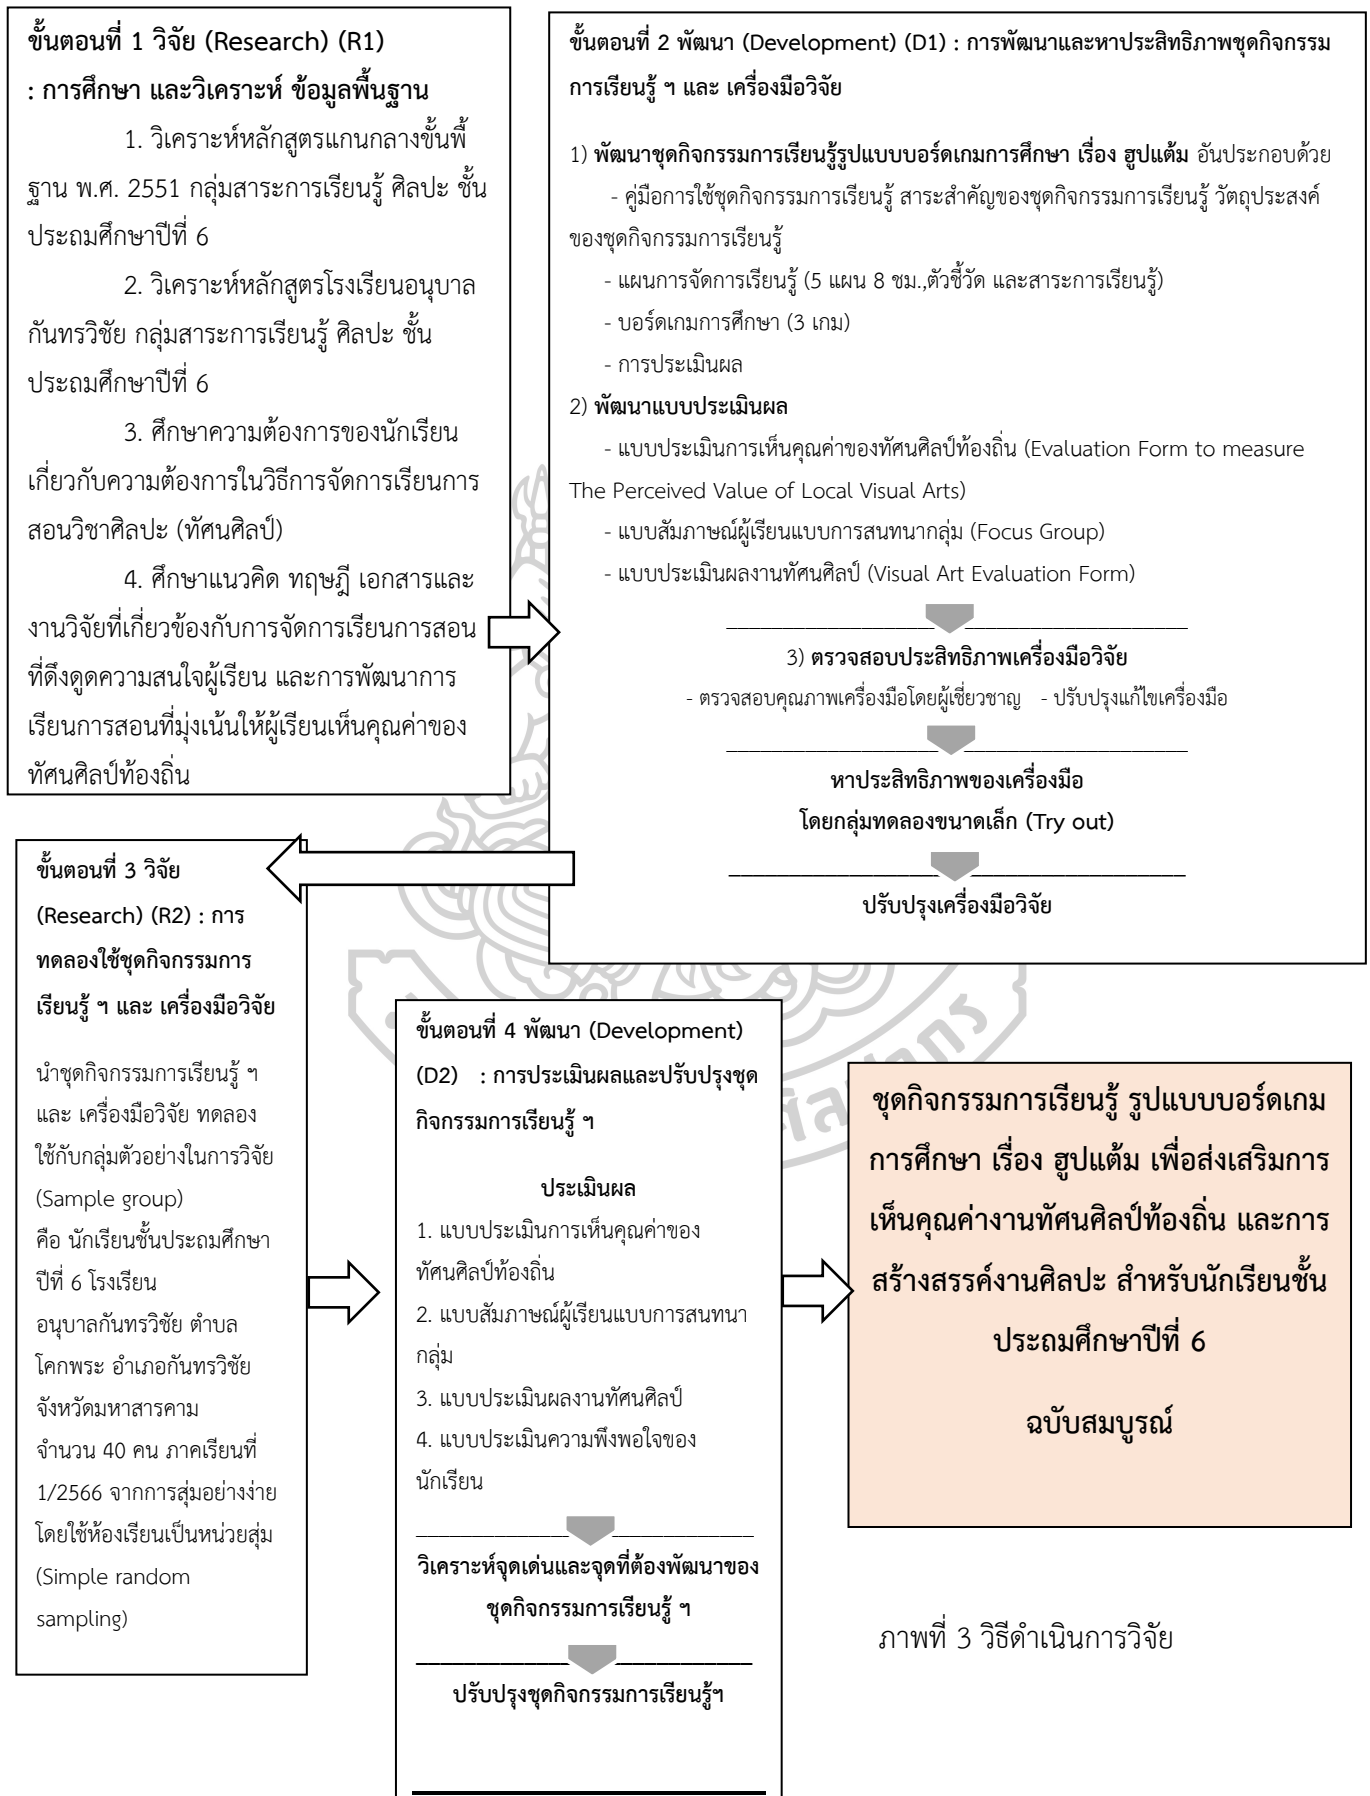 ขั้นตอนที่ 1 วิจัย (Research) (R1)
: การศึกษา และวิเคราะห์ ข้อมูลพื้นฐาน
1. วิเคราะห์หลักสูตรแกนกลางขั้นพื้
ฐาน พ.ศ. 2551 กลุ่มสาระการเรียนรู้ ศิลปะ ชั้น
ประถมศึกษาปีที่ 6
2. วิเคราะห์หลักสูตรโรงเรียนอนุบาล
กันทรวิชัย กลุ่มสาระการเรียนรู้ ศิลปะ ชั้น
ประถมศึกษาปีที่ 6
3. ศึกษาความต้องการของนักเรียน
เกี่ยวกับความต้องการในวิธีการจัดการเรียนการ
สอนวิชาศิลปะ (ทัศนศิลป์)
4. ศึกษาแนวคิด ทฤษฎี เอกสารและ
งานวิจัยที่เกี่ยวข้องกับการจัดการเรียนการสอน
ที่ดึงดูดความสนใจผู้เรียน และการพัฒนาการ
เรียนการสอนที่มุ่งเน้นให้ผู้เรียนเห็นคุณค่าของ
ทัศนศิลป์ท้องถิ่น
ขั้นตอนที่ 2 พัฒนา (Development) (D1) : การพัฒนาและหาประสิทธิภาพชุดกิจกรรม
การเรียนรู้ ฯ และ เครื่องมือวิจัย
1) พัฒนาชุดกิจกรรมการเรียนรู้รูปแบบบอร์ดเกมการศึกษา เรื่อง ฮูปแต้ม อันประกอบด้วย
- คู่มือการใช้ชุดกิจกรรมการเรียนรู้ สาระสำคัญของชุดกิจกรรมการเรียนรู้ วัตถุประสงค์
ของชุดกิจกรรมการเรียนรู้
- แผนการจัดการเรียนรู้ (5 แผน 8 ชม.,ตัวชี้วัด และสาระการเรียนรู้)
- บอร์ดเกมการศึกษา (3 เกม)
- การประเมินผล
2) พัฒนาแบบประเมินผล
- แบบประเมินการเห็นคุณค่าของทัศนศิลป์ท้องถิ่น (Evaluation Form to measure
The Perceived Value of Local Visual Arts)
- แบบสัมภาษณ์ผู้เรียนแบบการสนทนากลุ่ม (Focus Group)
- แบบประเมินผลงานทัศนศิลป์ (Visual Art Evaluation Form)
3) ตรวจสอบประสิทธิภาพเครื่องมือวิจัย
- ตรวจสอบคุณภาพเครื่องมือโดยผู้เชี่ยวชาญ - ปรับปรุงแก้ไขเครื่องมือ
หาประสิทธิภาพของเครื่องมือ
โดยกลุ่มทดลองขนาดเล็ก (Try out)
ปรับปรุงเครื่องมือวิจัย
ขั้นตอนที่ 3 วิจัย
(Research) (R2) : การ
ทดลองใช้ชุดกิจกรรมการ
เรียนรู้ ฯ และ เครื่องมือวิจัย
นำชุดกิจกรรมการเรียนรู้ ฯ
และ เครื่องมือวิจัย ทดลอง
ใช้กับกลุ่มตัวอย่างในการวิจัย
(Sample group)
คือ นักเรียนชั้นประถมศึกษา
ปีที่ 6 โรงเรียน
อนุบาลกันทรวิชัย ตำบล
โคกพระ อำเภอกันทรวิชัย
จังหวัดมหาสารคาม
จำนวน 40 คน ภาคเรียนที่
1/2566 จากการสุ่มอย่างง่าย
โดยใช้ห้องเรียนเป็นหน่วยสุ่ม
(Simple random
sampling)
ขั้นตอนที่ 4 พัฒนา (Development)
(D2) : การประเมินผลและปรับปรุงชุด
กิจกรรมการเรียนรู้ ฯ
ประเมินผล
1. แบบประเมินการเห็นคุณค่าของ
ทัศนศิลป์ท้องถิ่น
2. แบบสัมภาษณ์ผู้เรียนแบบการสนทนา
กลุ่ม
3. แบบประเมินผลงานทัศนศิลป์
4. แบบประเมินความพึงพอใจของ
นักเรียน
วิเคราะห์จุดเด่นและจุดที่ต้องพัฒนาของ
ชุดกิจกรรมการเรียนรู้ ฯ
ปรับปรุงชุดกิจกรรมการเรียนรู้ฯ
ชุดกิจกรรมการเรียนรู้ รูปแบบบอร์ดเกม
การศึกษา เรื่อง ฮูปแต้ม เพื่อส่งเสริมการ
เห็นคุณค่างานทัศนศิลป์ท้องถิ่น และการ
สร้างสรรค์งานศิลปะ สำหรับนักเรียนชั้น
ประถมศึกษาปีที่ 6
ฉบับสมบูรณ์
ภาพที่ 3 วิธีดำเนินการวิจัย